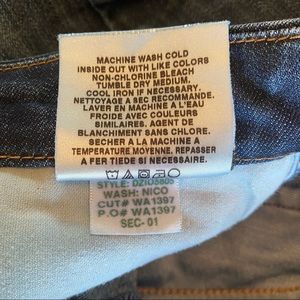 MACHINE WASH COLD
INSIDE OUT WITH LIKE COLORS
NON-CHLORINE BLEACH
TUMBLE DRY MEDIUM.
COOL IRON IF NECESSARY.
NETTOYAGE A SEC RECOMMANDE.
LAVER EN MACHINE A L'EAU
FROIDE AVEC COULEURS
SIMILAIRES. AGENT DE
BLANCHIMENT SANS CHLORE.
SECHER A LA MACHINE A
TEMPERATURE MOYENNE. REPASSER
A FER TIEDE SI NECESSAIRE.
STYLE:
WASH: NICO
CUT# WA1397
P.O# WA1397
SEC-01